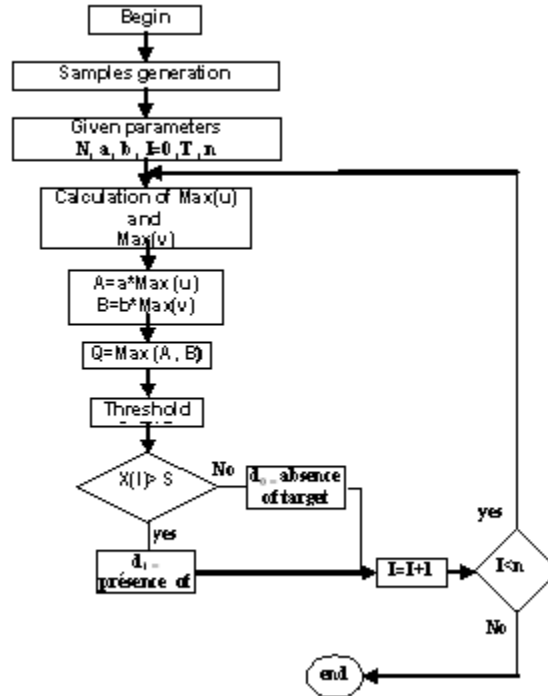 Begin
Samples generation
Given parameters
N, a, b, I=0, T, n
Calculation of Max(u)
and
Max(v)
A=a*Max(u)
B=b*Max(v)
Q=Max(A, B)
Threshold
X(I)> S
No
absence
of target
yes
présence of
I=I+1
I<n
yes
No
end